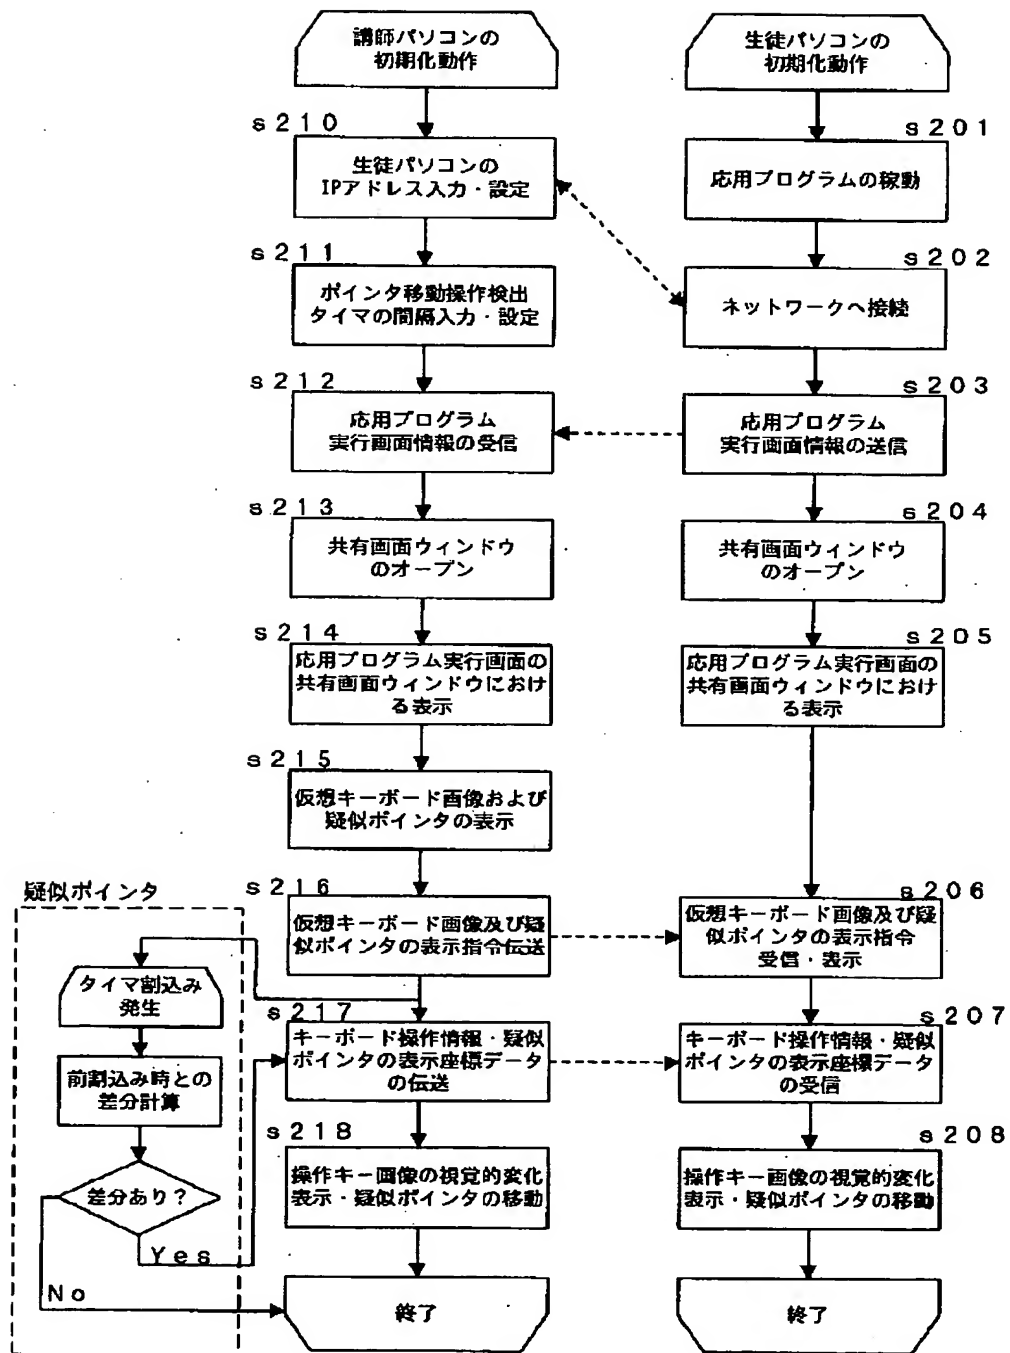 講師パソコンの
初期化動作
s210
生徒パソコンの
IPアドレス入力・設定
s211
ポインタ移動操作検出
タイマの間隔入力・設定
s212
応用プログラム
実行画面情報の受信
s213
共有画面ウィンドウ
のオープン
s214
応用プログラム実行画面の
共有画面ウィンドウにおけ
る表示
s215
仮想キーボード画像および
疑似ポインタの表示
s216
仮想キーボード画像及び疑
似ポインタの表示指令伝送
s217
キーボード操作情報・疑似
ポインタの表示座標データ
の伝送
s218
操作キー画像の視覚的変化
表示・疑似ポインタの移動
終了
疑似ポインタ
タイマ割込み
発生
前割込み時との
差分計算
差分あり？
Yes
No
生徒パソコンの
初期化動作
s201
応用プログラムの稼動
s202
ネットワークへ接続
s203
応用プログラム
実行画面情報の送信
s204
共有画面ウィンドウ
のオープン
s205
応用プログラム実行画面の
共有画面ウィンドウにおけ
る表示
s206
仮想キーボード画像及び疑
似ポインタの表示指令
受信・表示
s207
キーボード操作情報・疑似
ポインタの表示座標データ
の受信
s208
操作キー画像の視覚的変化
表示・疑似ポインタの移動
終了